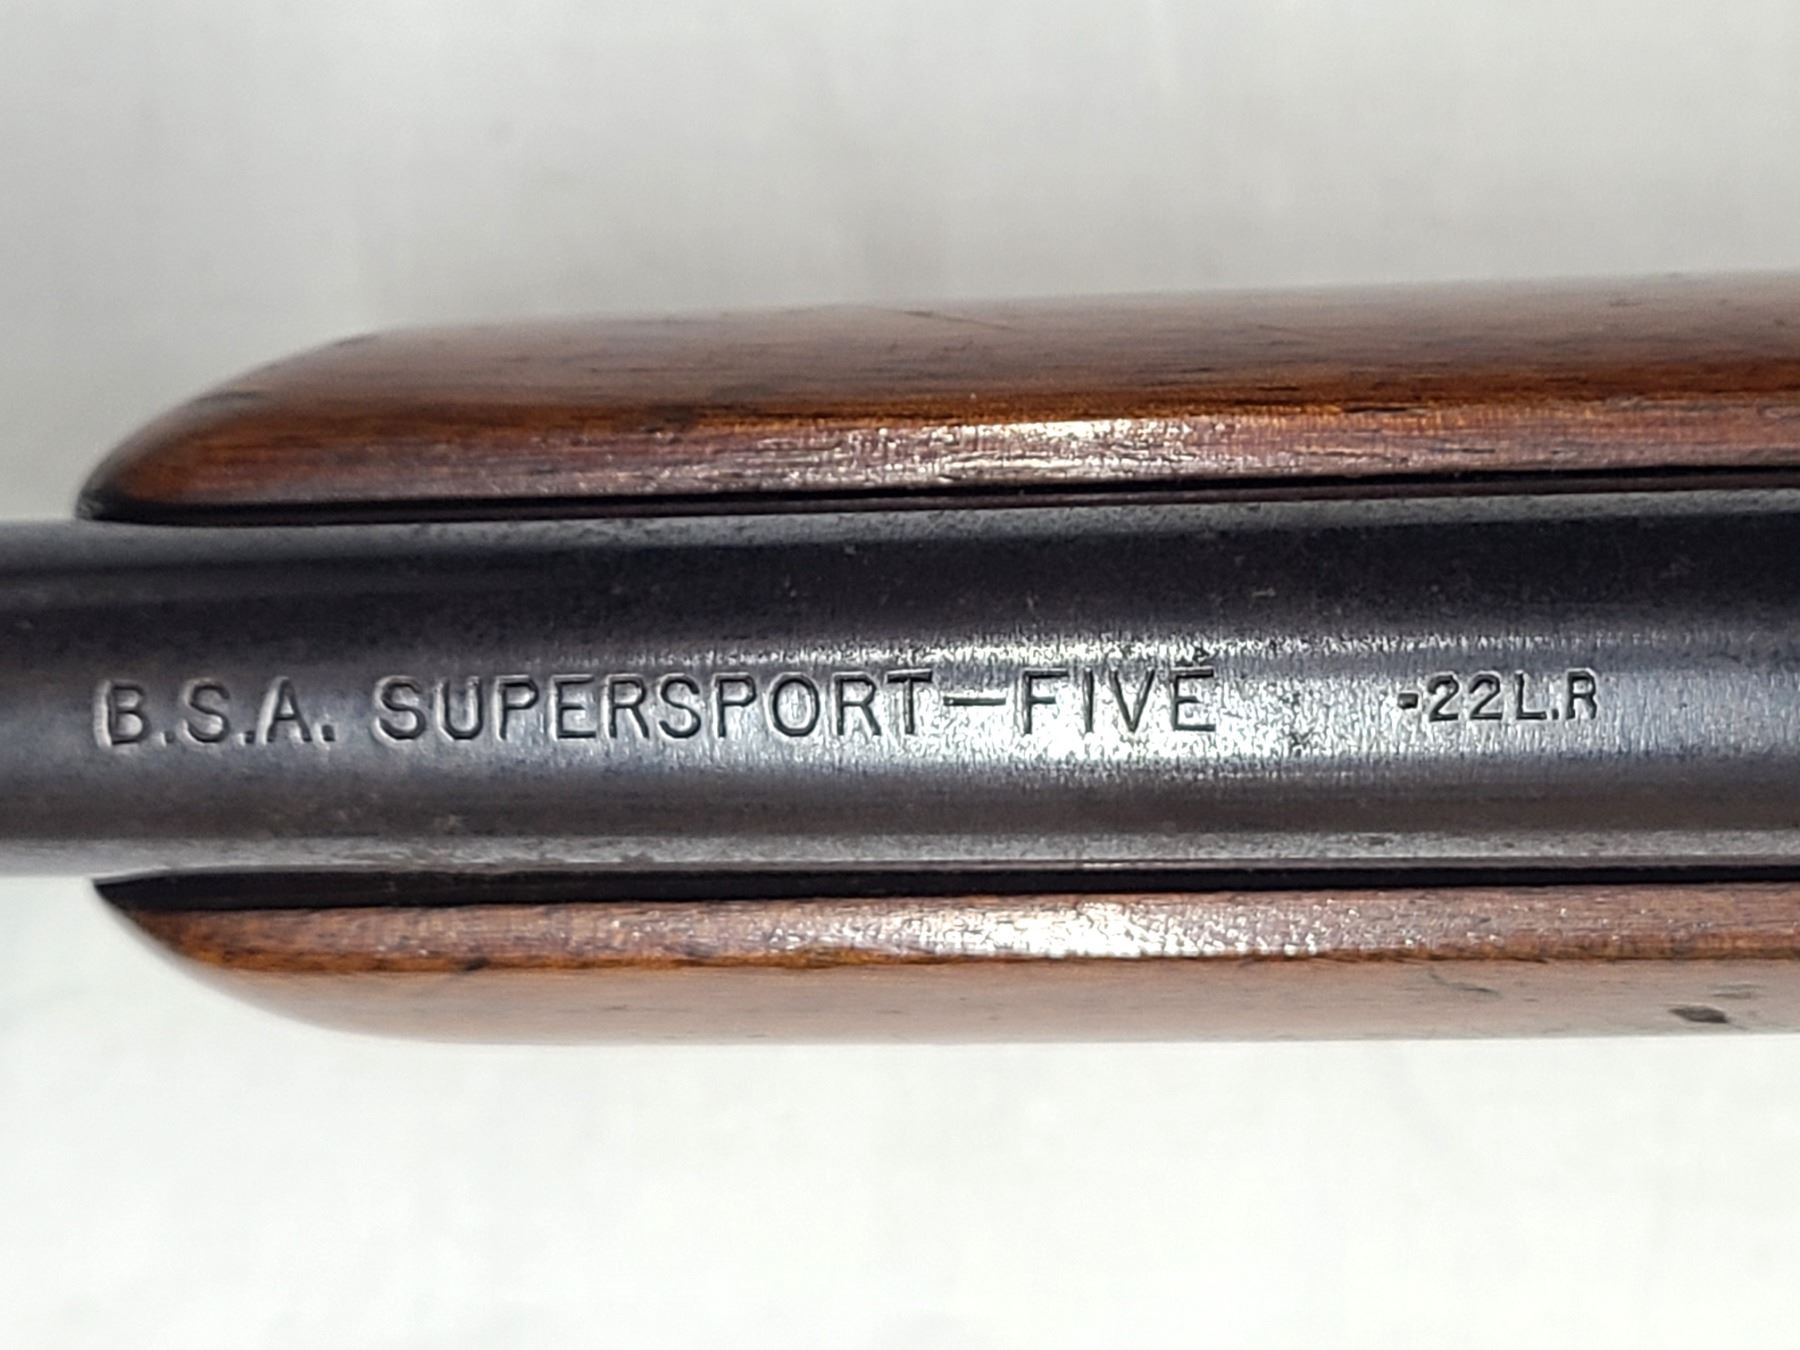 B.S.A. SUPERSPORT-FIVE .22L.R